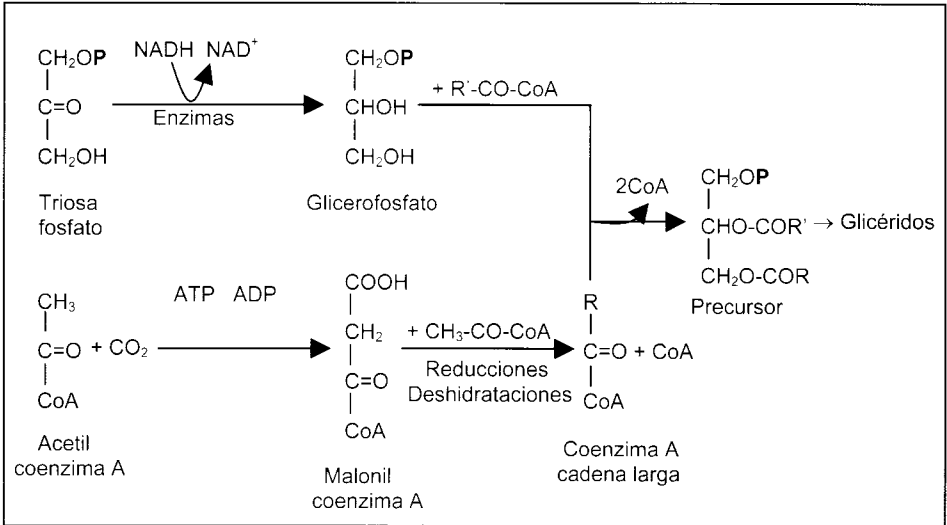 CH₂OP
C=O
CH₂OH
Triosa
fosfato
NADH NAD⁺
Enzimas
CH₂OP
CHOH
CH₂OH
Glicerofosfato
+ R'-CO-CoA
2CoA
CH₂OP
CHO-COR' → Glicéridos
CH₂O-COR
Precursor
CH₃
C=O + CO₂
CoA
Acetil
coenzima A
ATP ADP
COOH
CH₂
C=O
CoA
Malonil
coenzima A
+ CH₃-CO-CoA
Reducciones
Deshidrataciones
R
C=O + CoA
CoA
Coenzima A
cadena larga